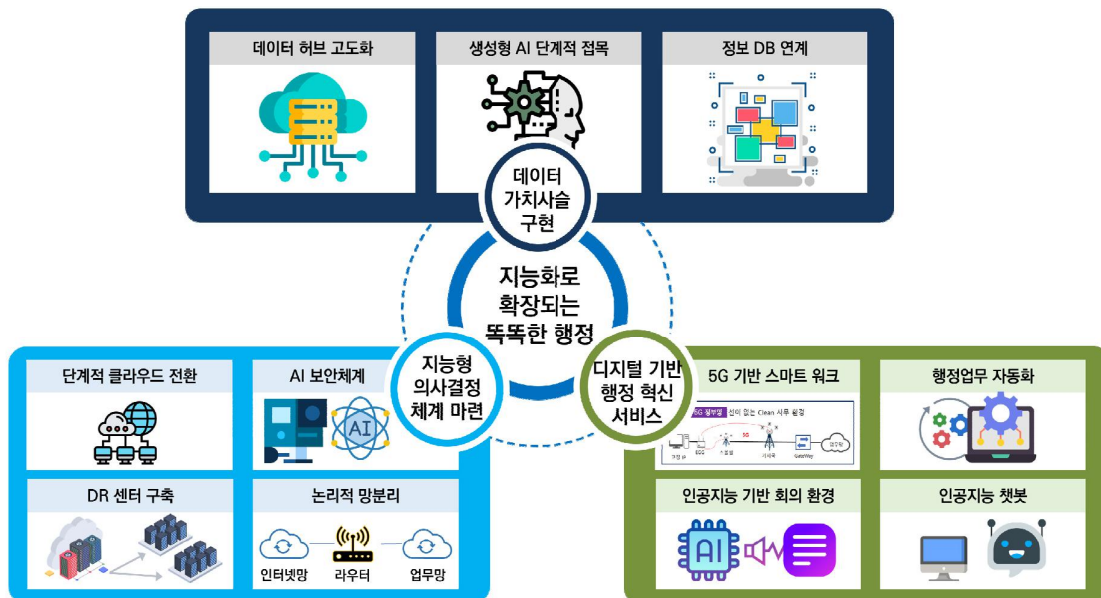 데이터 허브 고도화
생성형 AI 단계적 접목
정보 DB 연계
데이터
가치사슬
구현
지능화로
확장되는
똑똑한 행정
지능형
의사결정
체계 마련
디지털 기반
행정 혁신
서비스
단계적 클라우드 전환
AI 보안체계
AI
DR 센터 구축
논리적 망분리
인터넷망
라우터
업무망
5G 기반 스마트 워크
5G 정부망 선이 없는 Clean 사무 환경
5G
EGG
기지국
GateWay
업무망
행정업무 자동화
인공지능 기반 회의 환경
AI
인공지능 챗봇